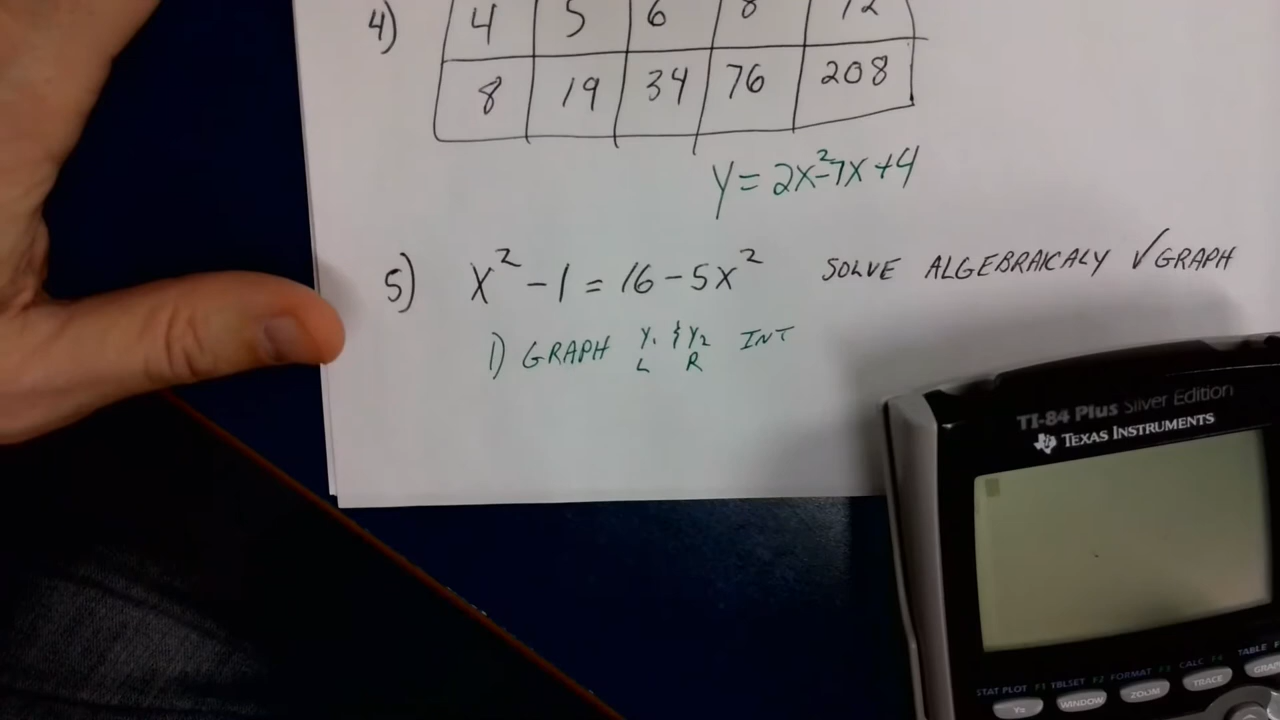 4) 4 5 6 8 12
8 19 34 76 208
y = 2x²-7x+4
5) x² - 1 = 16 - 5x² SOLVE ALGEBRAICALY √ GRAPH
1) GRAPH Y₁ & Y₂ INT
L R
TI-84 Plus Silver Edition
TEXAS INSTRUMENTS
STAT PLOT F1 TBLSET F2 FORMAT F3 CALC F4 TABLE F
Y= WINDOW ZOOM TRACE GRA